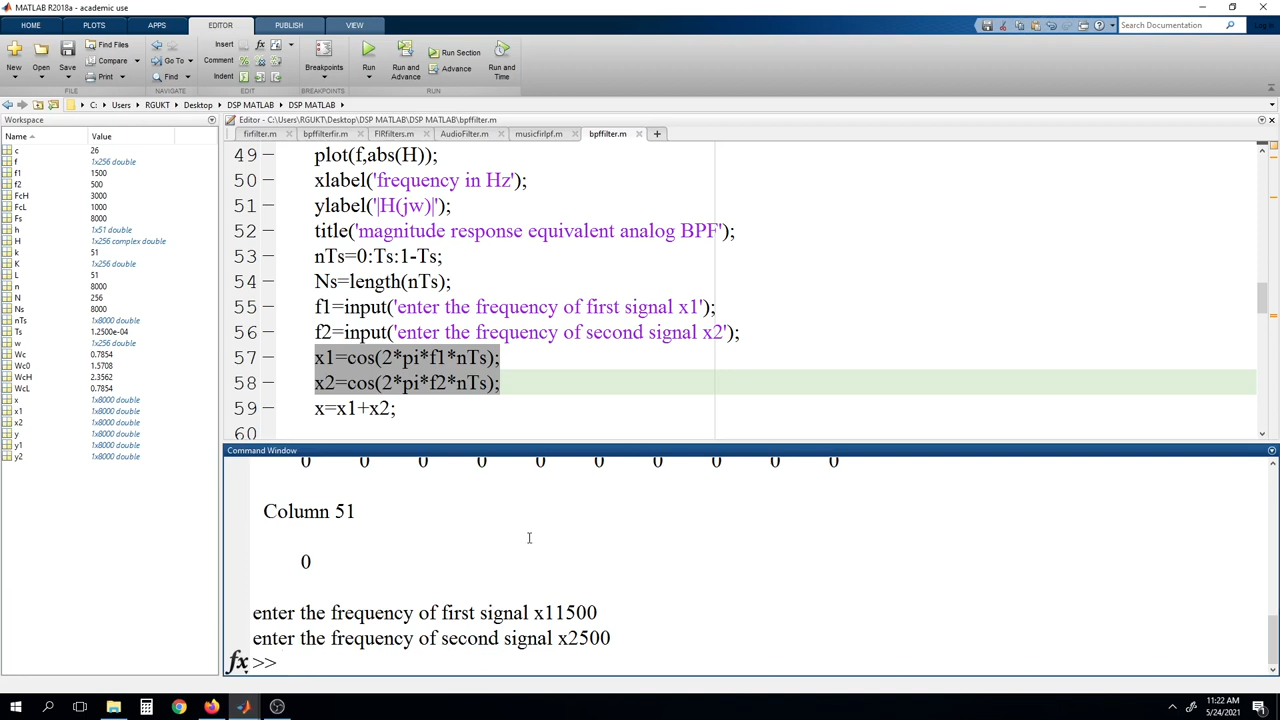 MATLAB R2018a - academic use
HOME PLOTS APPS EDITOR PUBLISH VIEW
Search Documentation
New Open Save Find Files Compare Print
Go To Find
Insert Comment Indent
Breakpoints Run Run and Advance Run Section Advance Run and Time
FILE NAVIGATE EDIT BREAKPOINTS RUN
C: Users RGUKT Desktop DSP MATLAB DSP MATLAB
Workspace
Name Value
c 26
f 1x256 double
f1 1500
f2 500
FcH 3000
FcL 1000
Fs 8000
h 1x51 double
H 1x256 complex double
k 51
K 1x256 double
L 51
n 8000
N 256
Ns 8000
nTs 1x8000 double
Ts 1.2500e-04
w 1x256 double
Wc 0.7854
Wc0 1.5708
WcH 2.3562
WcL 0.7854
x 1x8000 double
x1 1x8000 double
x2 1x8000 double
y 1x8000 double
y1 1x8000 double
y2 1x8000 double
Editor - C:\Users\RGUKT\Desktop\DSP MATLAB\DSP MATLAB\bpffilter.m
firfilter.m bpffilterfir.m FIRfilters.m AudioFilter.m musicfirlpf.m bpffilter.m
49 plot(f,abs(H));
50 xlabel('frequency in Hz');
51 ylabel('|H(jw)|');
52 title('magnitude response equivalent analog BPF');
53 nTs=0:Ts:1-Ts;
54 Ns=length(nTs);
55 f1=input('enter the frequency of first signal x1');
56 f2=input('enter the frequency of second signal x2');
57 x1=cos(2*pi*f1*nTs);
58 x2=cos(2*pi*f2*nTs);
59 x=x1+x2;
60
Command Window
0 0 0 0 0 0 0 0 0 0
Column 51
0
enter the frequency of first signal x11500
enter the frequency of second signal x2500
fx >>
11:22 AM
5/24/2021